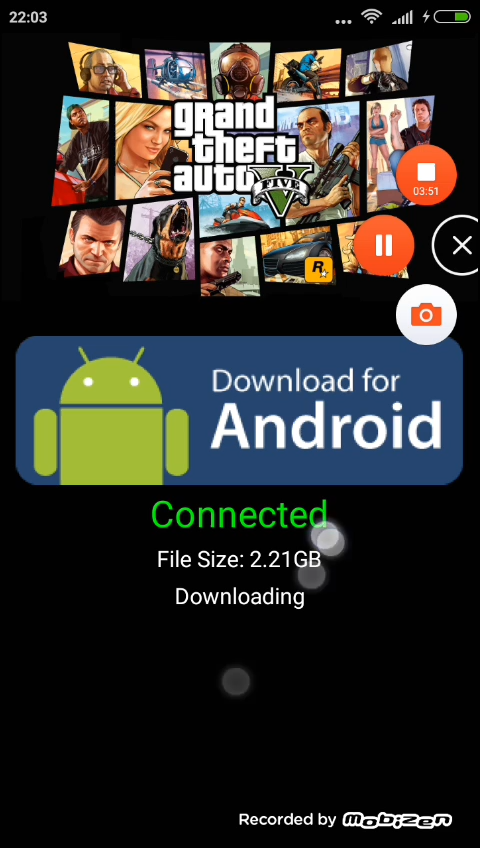 22:03
grand
theft
auto
V
FIVE
03:51
R
Download for
Android
Connected
File Size: 2.21GB
Downloading
Recorded by Mobizen